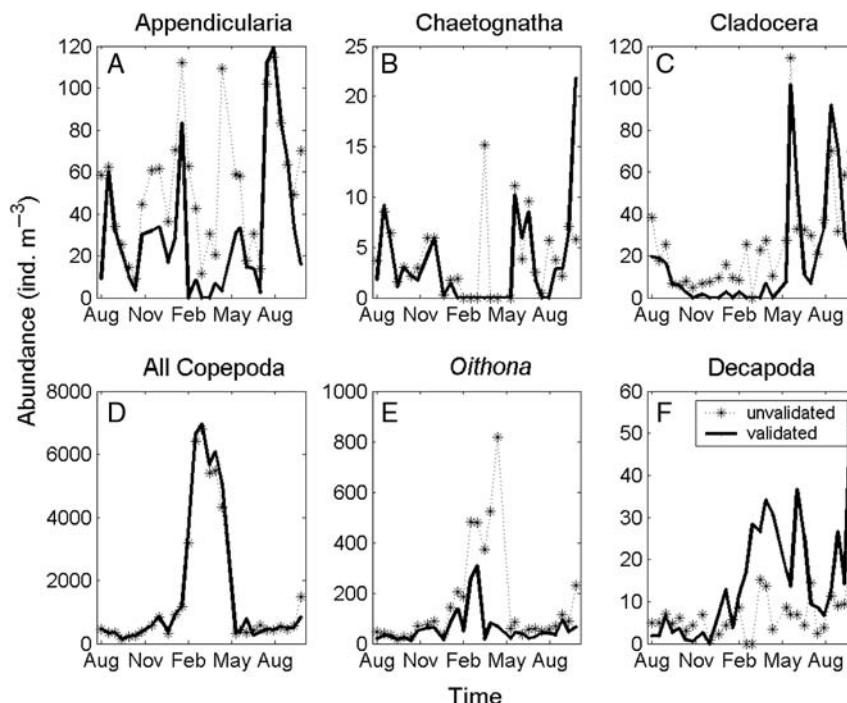 Appendicularia
Chaetognatha
Cladocera
A
B
C
120
100
80
60
40
20
0
25
20
15
10
5
0
120
100
80
60
40
20
0
Aug Nov Feb May Aug
Aug Nov Feb May Aug
Aug Nov Feb May Aug
Abundance (ind. m⁻³)
All Copepoda
Oithona
Decapoda
D
E
F
8000
6000
4000
2000
0
1000
800
600
400
200
0
60
50
40
30
20
10
0
unvalidated
validated
Aug Nov Feb May Aug
Aug Nov Feb May Aug
Aug Nov Feb May Aug
Time